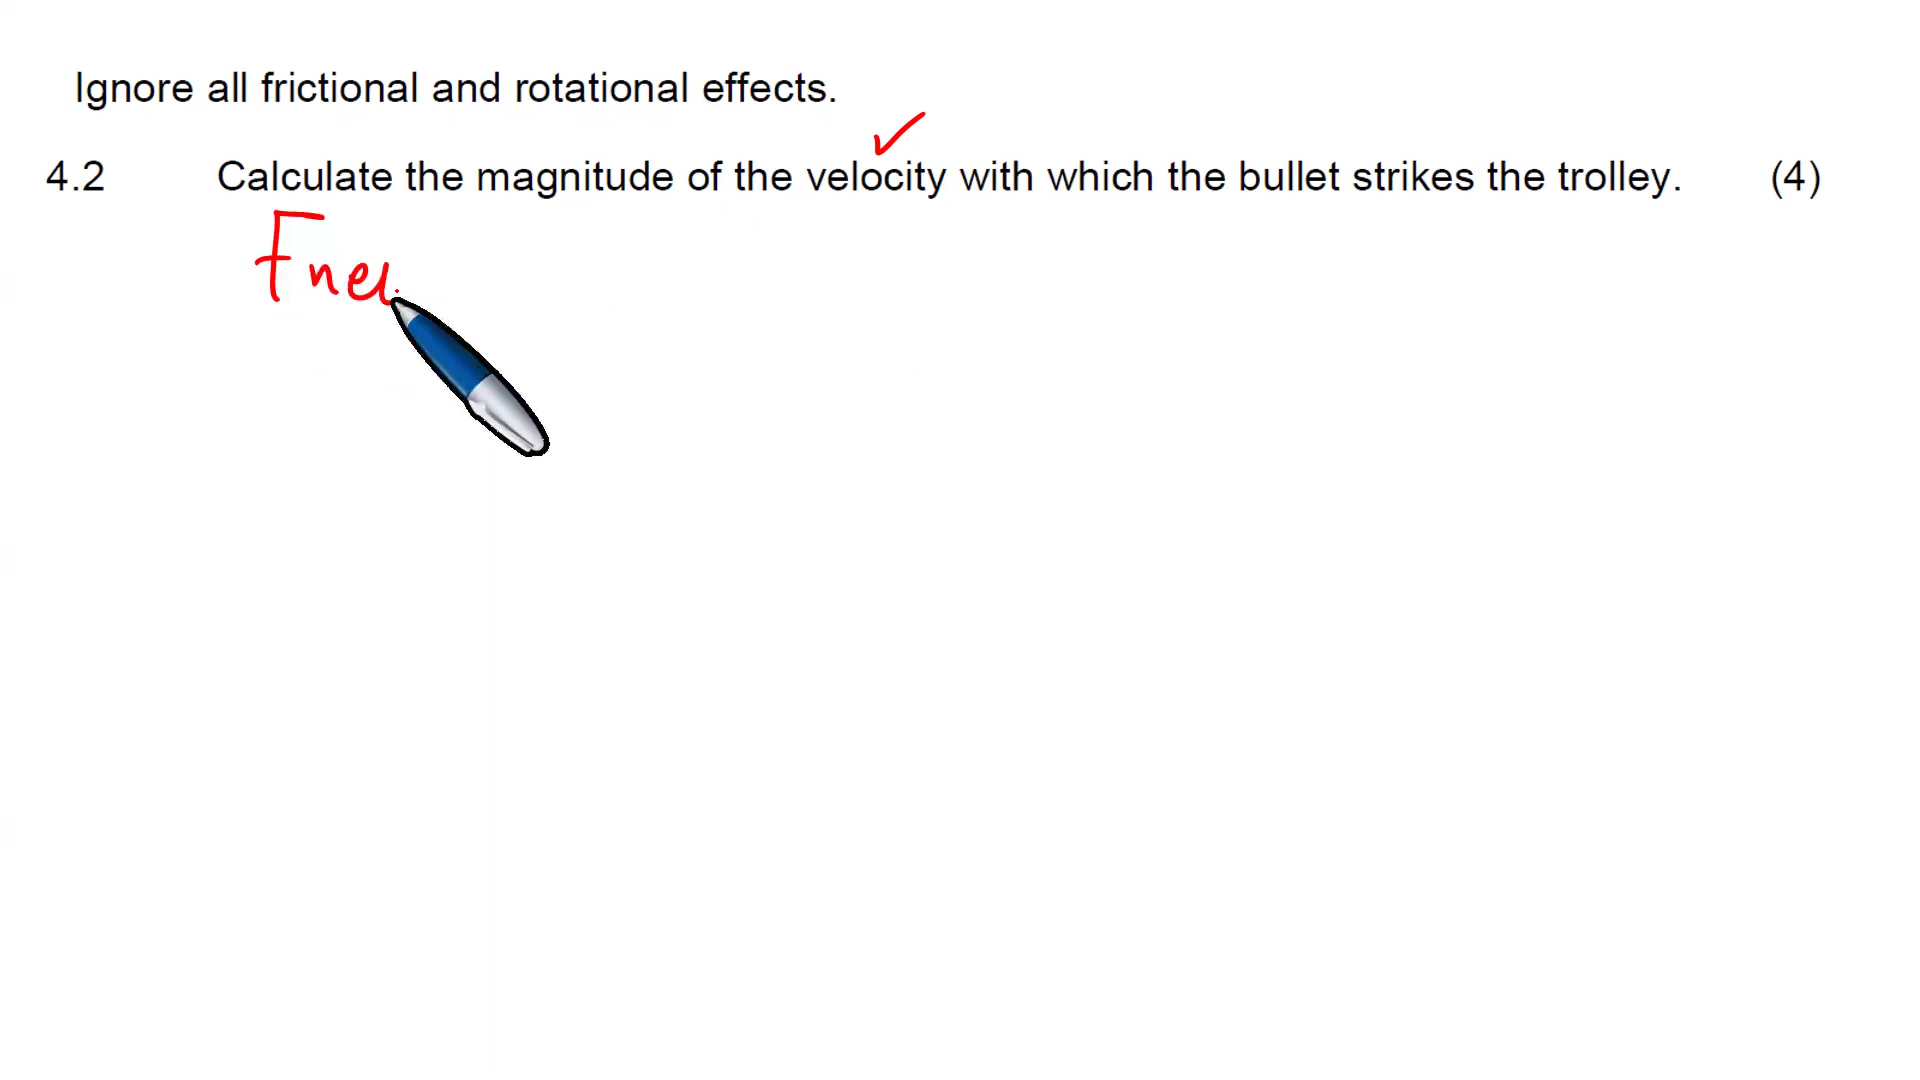 Ignore all frictional and rotational effects.
4.2 Calculate the magnitude of the velocity with which the bullet strikes the trolley. (4)